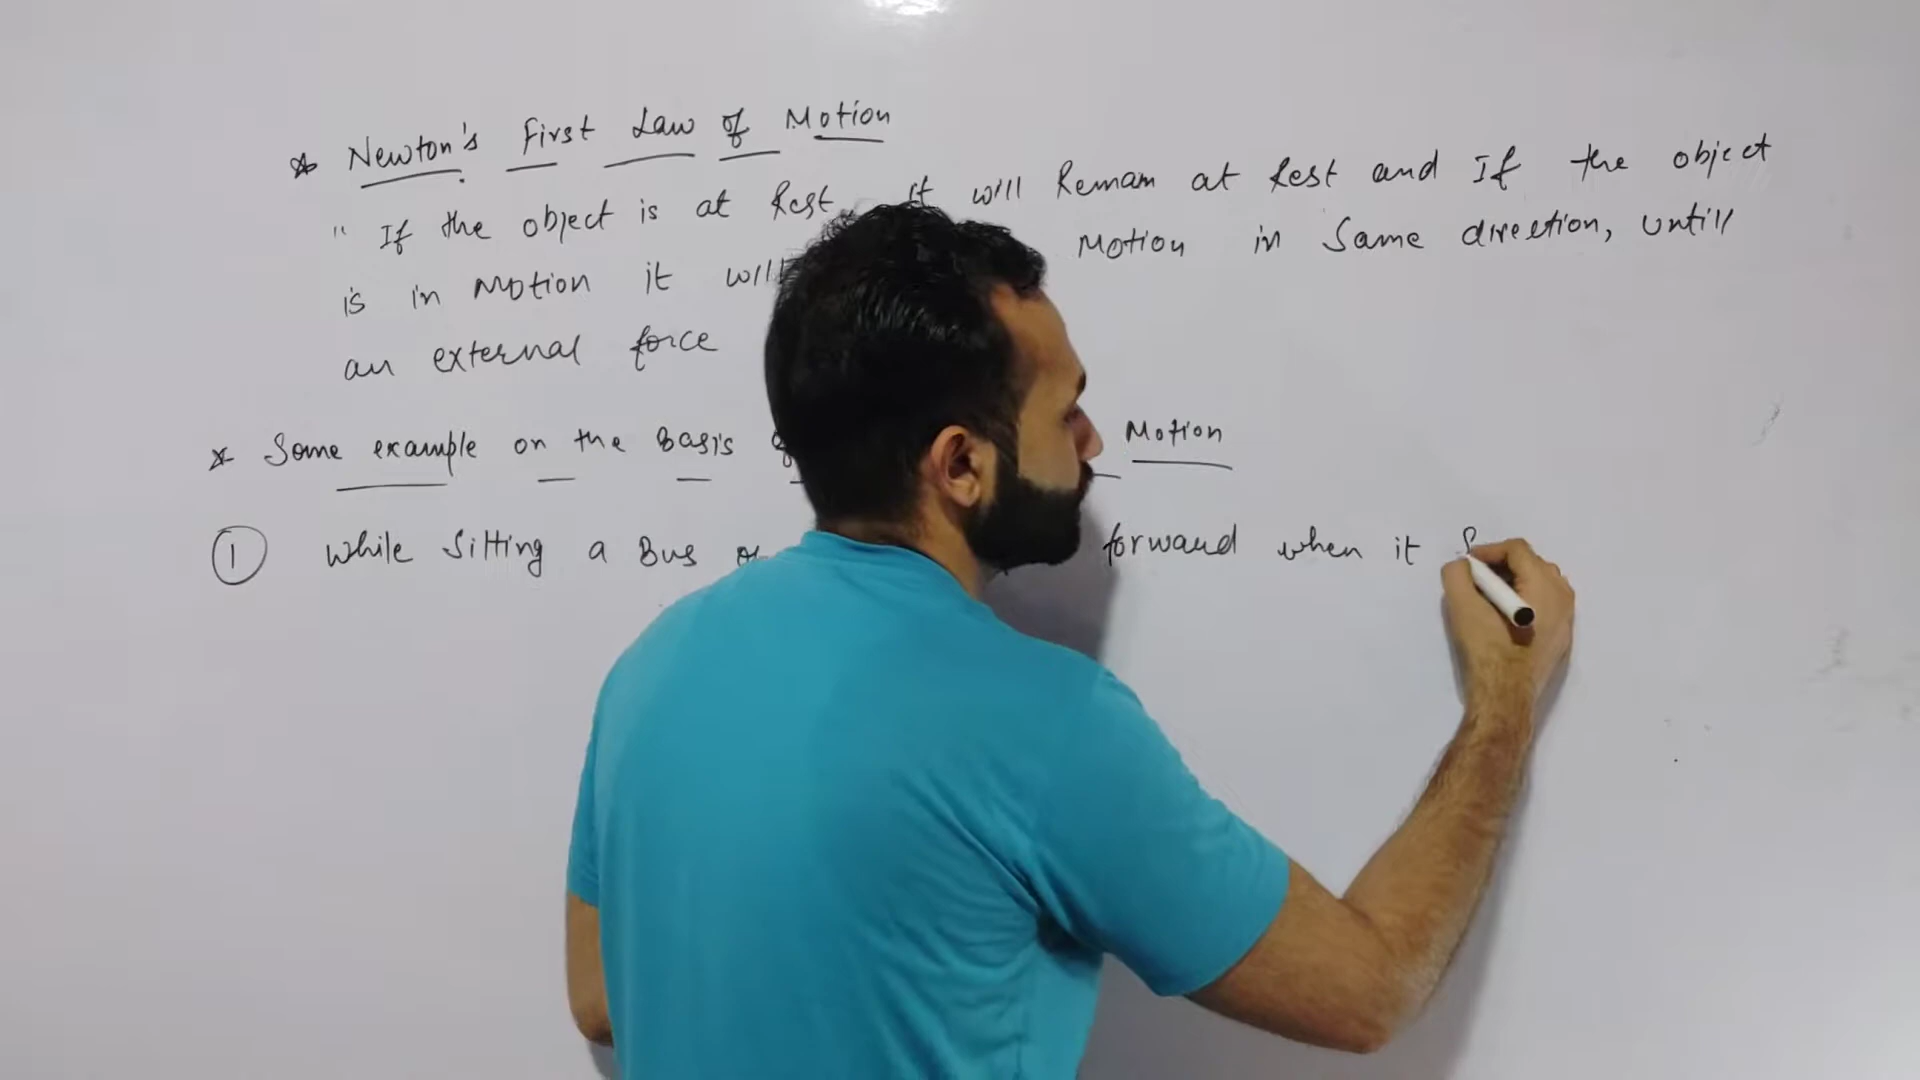 * Newton's First Law of Motion
" If the object is at Rest, it will Remain at Rest and If the object
is in Motion it will Motion in Same direction, untill
an external force
* Some example on the Basis Motion
① while Sitting a Bus forward when it